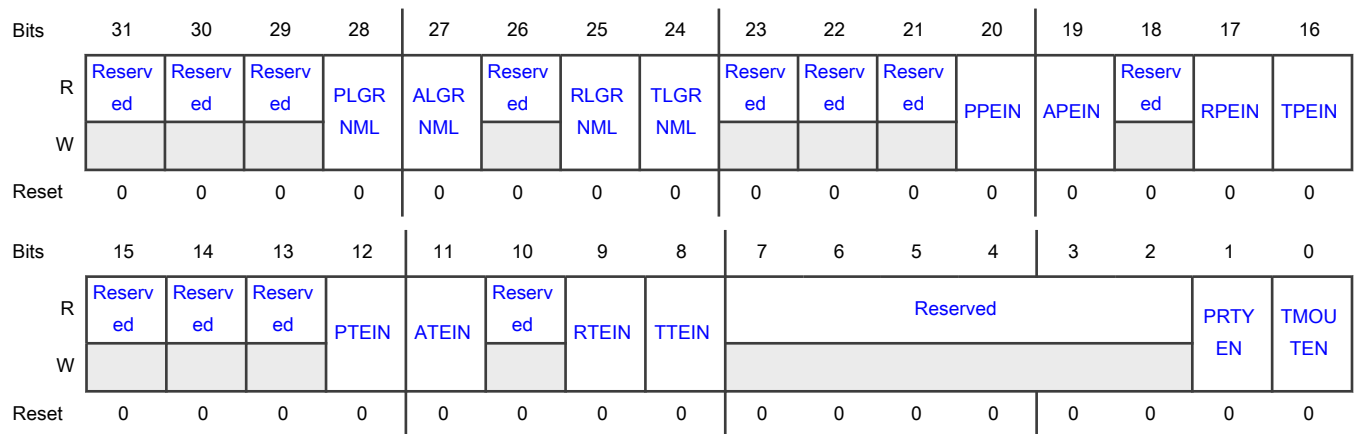 Bits 31 30 29 28 27 26 25 24 23 22 21 20 19 18 17 16
R Reserv ed Reserv ed Reserv ed PLGR NML ALGR NML Reserv ed RLGR NML TLGR NML Reserv ed Reserv ed Reserv ed PPEIN APEIN Reserv ed RPEIN TPEIN
W
Reset 0 0 0 0 0 0 0 0 0 0 0 0 0 0 0 0
Bits 15 14 13 12 11 10 9 8 7 6 5 4 3 2 1 0
R Reserv ed Reserv ed Reserv ed PTEIN ATEIN Reserv ed RTEIN TTEIN Reserved PRTY EN TMOU TEN
W
Reset 0 0 0 0 0 0 0 0 0 0 0 0 0 0 0 0